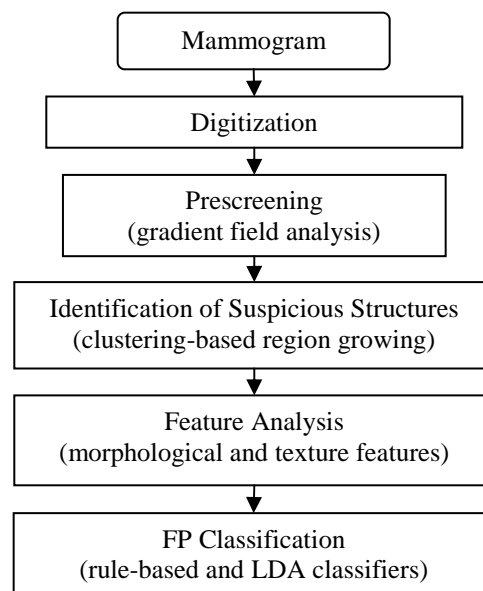 Mammogram
Digitization
Prescreening
(gradient field analysis)
Identification of Suspicious Structures
(clustering-based region growing)
Feature Analysis
(morphological and texture features)
FP Classification
(rule-based and LDA classifiers)